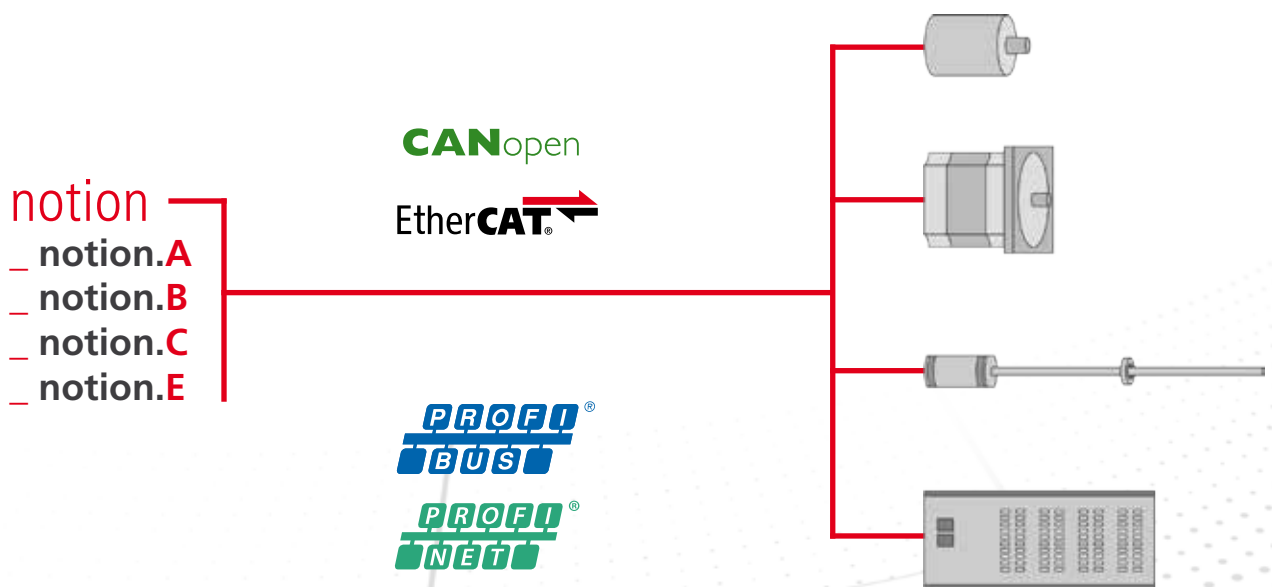 notion
_ notion.A
_ notion.B
_ notion.C
_ notion.E
CANopen
EtherCAT®
PROFI®
BUS
PROFI®
NET